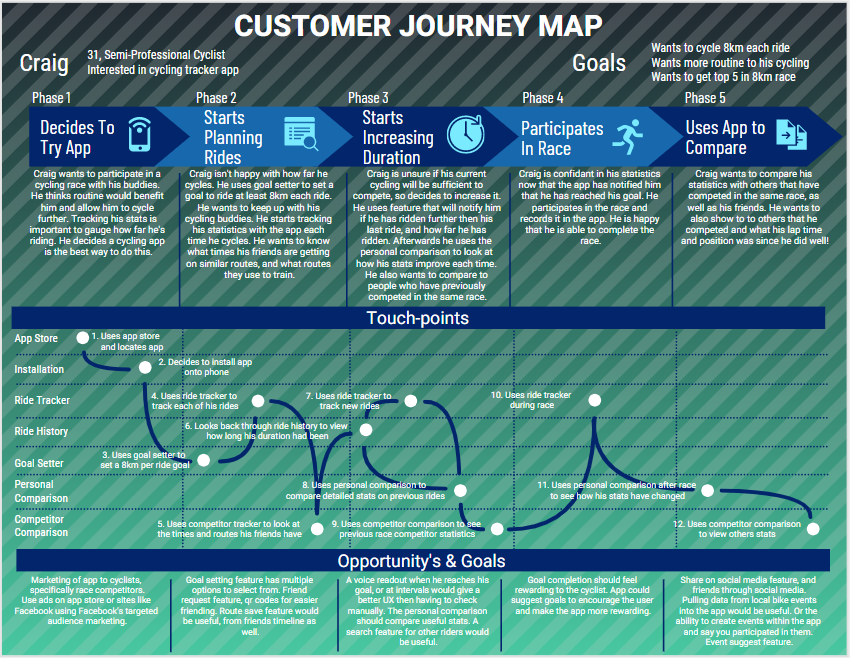 CUSTOMER JOURNEY MAP
Craig
31, Semi-Professional Cyclist
Interested in cycling tracker app
Goals
Wants to cycle 8km each ride
Wants more routine to his cycling
Wants to get top 5 in 8km race
Phase 1
Phase 2
Phase 3
Phase 4
Phase 5
Decides To
Try App
Starts
Planning
Rides
Starts
Increasing
Duration
Participates
In Race
Uses App to
Compare
Craig wants to participate in a
cycling race with his buddies.
He thinks routine would benefit
him and allow him to cycle
further. Tracking his stats is
important to gauge how far he's
riding. He decides a cycling app
is the best way to do this.
Craig isn't happy with how far he
cycles. He uses goal setter to set a
goal to ride at least 8km each ride.
He wants to keep up with his
cycling buddies. He starts tracking
his statistics with the app each
time he cycles. He wants to know
what times his friends are getting
on similar routes, and what routes
they use to train.
Craig is unsure if his current
cycling will be sufficient to
compete, so decides to increase it.
He uses feature that will notify him
if he has ridden further then his
last ride, and how far he has
ridden. Afterwards he uses the
personal comparison to look at
how his stats improve each time.
He also wants to compare to
people who have previously
competed in the same race.
Craig is confidant in his statistics
now that the app has notified him
that he has reached his goal. He
participates in the race and
records it in the app. He is happy
that he is able to complete the
race.
Craig wants to compare his
statistics with others that have
competed in the same race, as
well as his friends. He wants to
also show to to others that he
competed and what his lap time
and position was since he did well!
Touch-points
App Store
1. Uses app store
and locates app
Installation
2. Decides to install app
onto phone
Ride Tracker
4. Uses ride tracker to
track each of his rides
7. Uses ride tracker to
track new rides
10. Uses ride tracker
during race
Ride History
6. Looks back through ride history to view
how long his duration had been
Goal Setter
3. Uses goal setter to
set a 8km per ride goal
Personal
Comparison
8. Uses personal comparison to
compare detailed stats on previous rides
11. Uses personal comparison after race
to see how his stats have changed
Competitor
Comparison
5. Uses competitor tracker to look at
the times and routes his friends have
9. Uses competitor comparison to see
previous race competitor statistics
12. Uses competitor comparison
to view others stats
Opportunity's & Goals
Marketing of app to cyclists,
specifically race competitors.
Use ads on app store or sites like
Facebook using Facebook's targeted
audience marketing.
Goal setting feature has multiple
options to select from. Friend
request feature, qr codes for easier
friending. Route save feature would
be useful, from friends timeline as
well.
A voice readout when he reaches his
goal, or at intervals would give a
better UX then having to check
manually. The personal comparison
should compare useful stats. A
search feature for other riders would
be useful.
Goal completion should feel
rewarding to the cyclist. App could
suggest goals to encourage the user
and make the app more rewarding.
Share on social media feature, and
friends through social media.
Pulling data from local bike events
into the app would be useful. Or the
ability to create events within the app
and say you participated in them.
Event suggest feature.